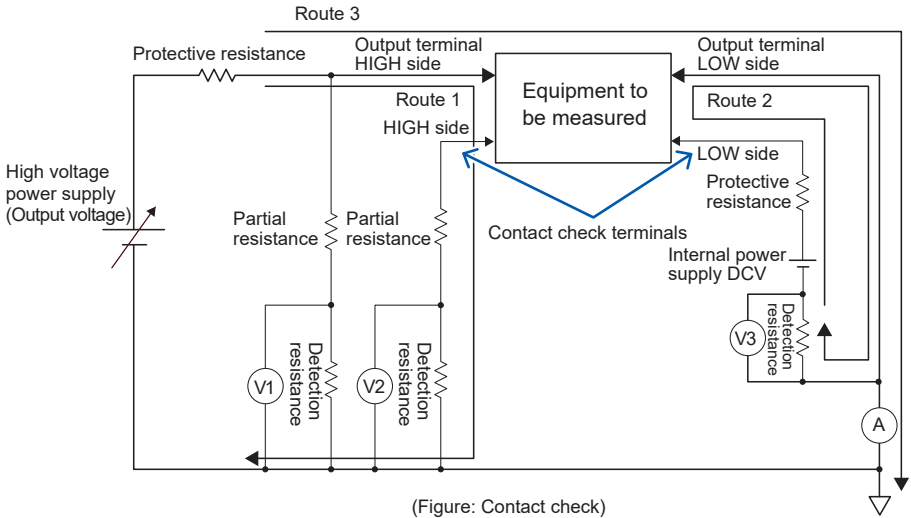 Route 3
Protective resistance
Output terminal
HIGH side
Output terminal
LOW side
Equipment to
be measured
Route 1
Route 2
HIGH side
LOW side
High voltage
power supply
(Output voltage)
Protective
resistance
Partial
resistance
Partial
resistance
Contact check terminals
Internal power
supply DCV
V1
Detection
resistance
V2
Detection
resistance
V3
Detection
resistance
A
(Figure: Contact check)